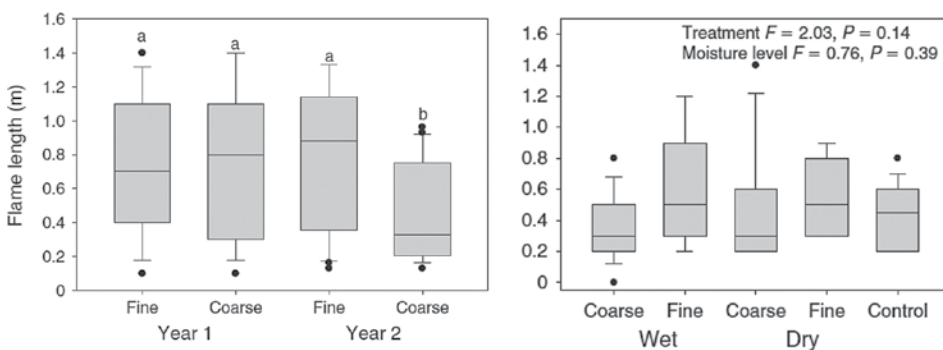 Flame length (m)
1.6
1.4
1.2
1.0
0.8
0.6
0.4
0.2
0
a
a
a
b
Fine
Coarse
Fine
Coarse
Year 1
Year 2
1.6
1.4
1.2
1.0
0.8
0.6
0.4
0.2
0
Treatment F = 2.03, P = 0.14
Moisture level F = 0.76, P = 0.39
Coarse
Fine
Coarse
Fine
Control
Wet
Dry